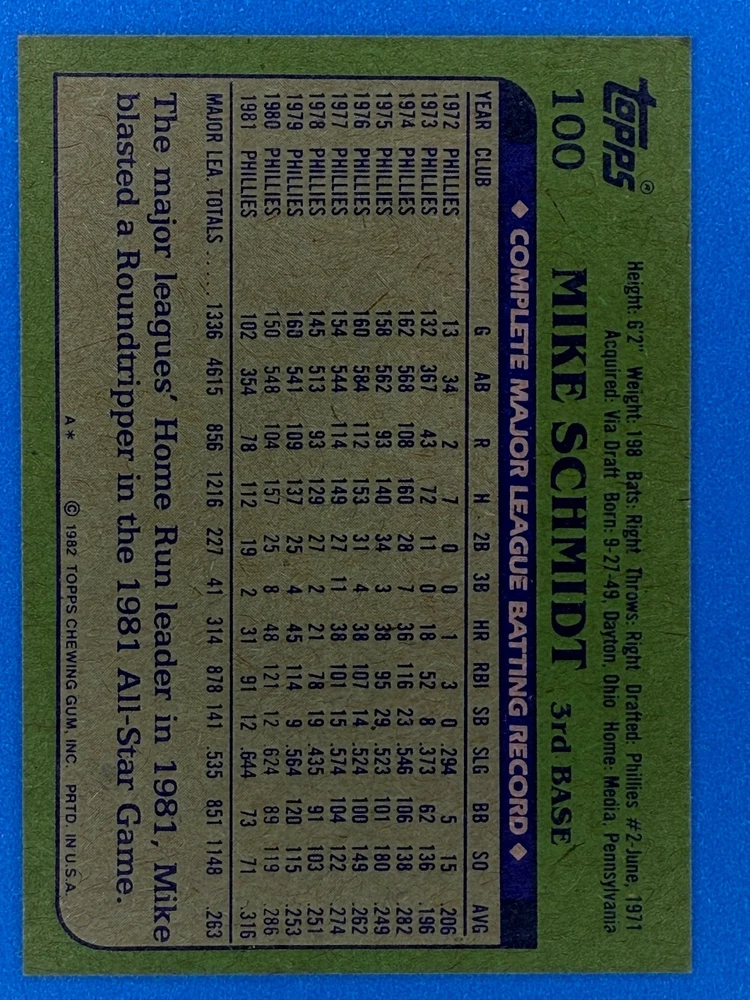 topps®
Height: 6'2" Weight: 198 Bats: Right Throws: Right Drafted: Phillies #2-June, 1971
Acquired: Via Draft Born: 9-27-49, Dayton, Ohio Home: Media, Pennsylvania
100 MIKE SCHMIDT 3rd BASE
◆ COMPLETE MAJOR LEAGUE BATTING RECORD ◆
YEAR CLUB G AB R H 2B 3B HR RBI SB SLG BB SO AVG
1972 PHILLIES 13 34 2 7 0 0 1 3 0 .294 5 15 .206
1973 PHILLIES 132 367 43 72 11 0 18 52 8 .373 62 136 .196
1974 PHILLIES 162 568 108 160 28 7 36 116 23 .546 106 138 .282
1975 PHILLIES 158 562 93 140 34 3 38 95 29 .523 101 180 .249
1976 PHILLIES 160 584 112 153 31 4 38 107 14 .524 100 149 .262
1977 PHILLIES 154 544 114 149 27 11 38 101 15 .574 104 122 .274
1978 PHILLIES 145 513 93 129 27 2 21 78 19 .435 91 103 .251
1979 PHILLIES 160 541 109 137 25 4 45 114 9 .564 120 115 .253
1980 PHILLIES 150 548 104 157 25 8 48 121 12 .624 89 119 .286
1981 PHILLIES 102 354 78 112 19 2 31 91 12 .644 73 71 .316
MAJOR LEA. TOTALS ...... 1336 4615 856 1216 227 41 314 878 141 .535 851 1148 .263
The major leagues' Home Run leader in 1981, Mike
blasted a Roundtripper in the 1981 All-Star Game.
A* © 1982 TOPPS CHEWING GUM, INC. PRTD. IN U.S.A.